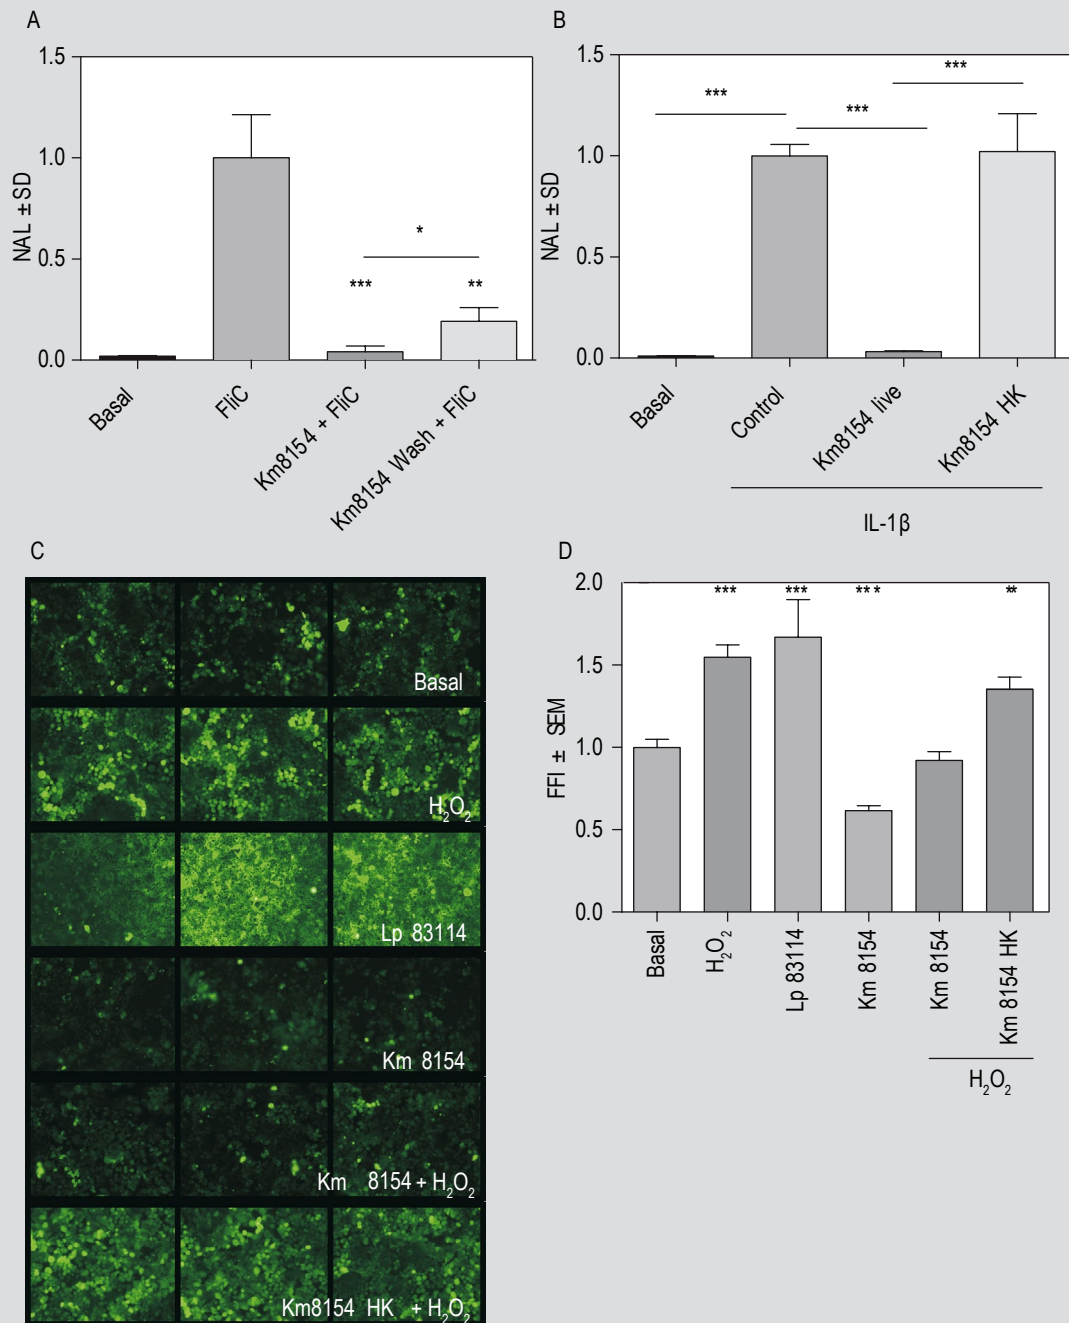 A
NAL ± SD
1.5
1.0
0.5
0.0
*
***
**
Basal
FliC
Km8154 + FliC
Km8154 Wash + FliC
B
NAL ± SD
1.5
1.0
0.5
0.0
***
***
***
Basal
Control
Km8154 live
Km8154 HK
IL-1β
C
Basal
H₂O₂
Lp 83114
Km 8154
Km 8154 + H₂O₂
Km8154 HK + H₂O₂
D
FFI ± SEM
2.0
1.5
1.0
0.5
0.0
***
***
***
**
Basal
H₂O₂
Lp 83114
Km 8154
Km 8154
Km 8154 HK
H₂O₂